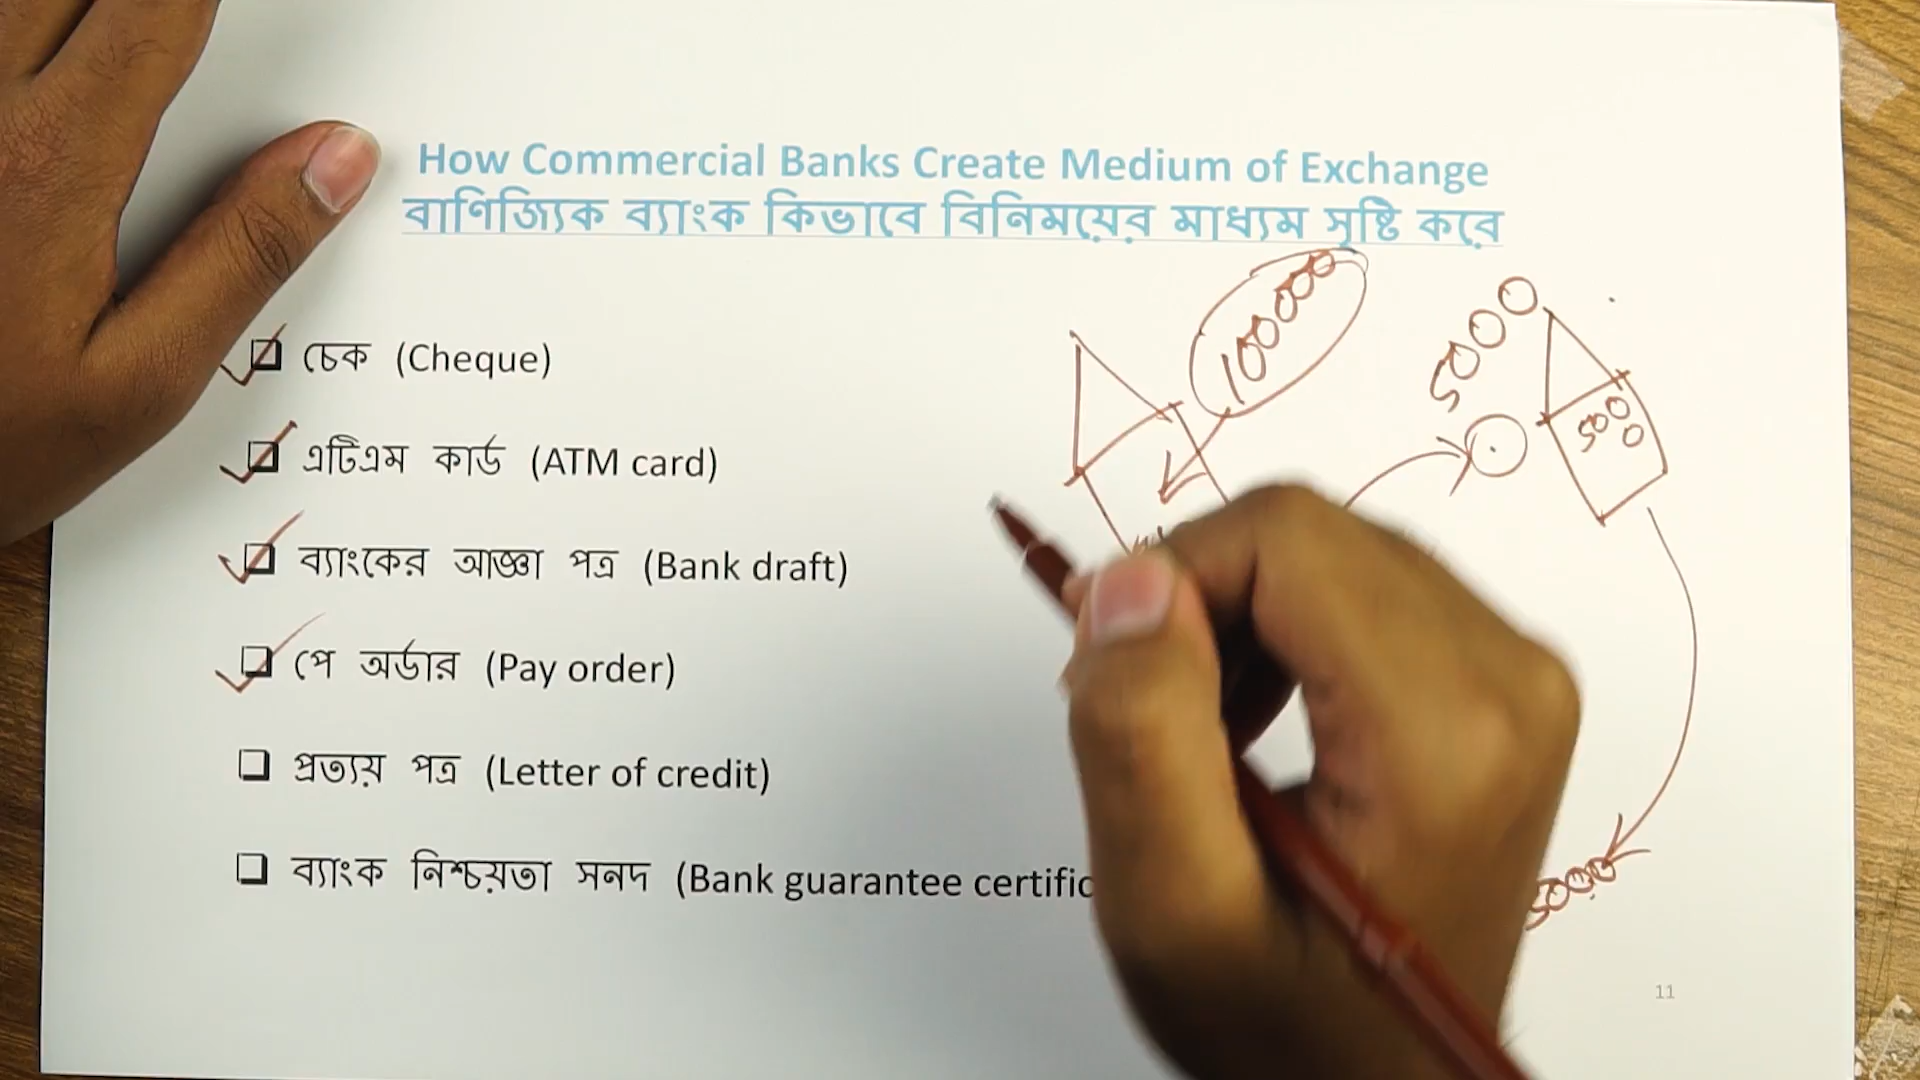 How Commercial Banks Create Medium of Exchange
বাণিজ্যিক ব্যাংক কিভাবে বিনিময়ের মাধ্যম সৃষ্টি করে
চেক (Cheque)
এটিএম কার্ড (ATM card)
ব্যাংকের আজ্ঞা পত্র (Bank draft)
পে অর্ডার (Pay order)
প্রত্যয় পত্র (Letter of credit)
ব্যাংক নিশ্চয়তা সনদ (Bank guarantee certific
100000
5000
5000
5000
11